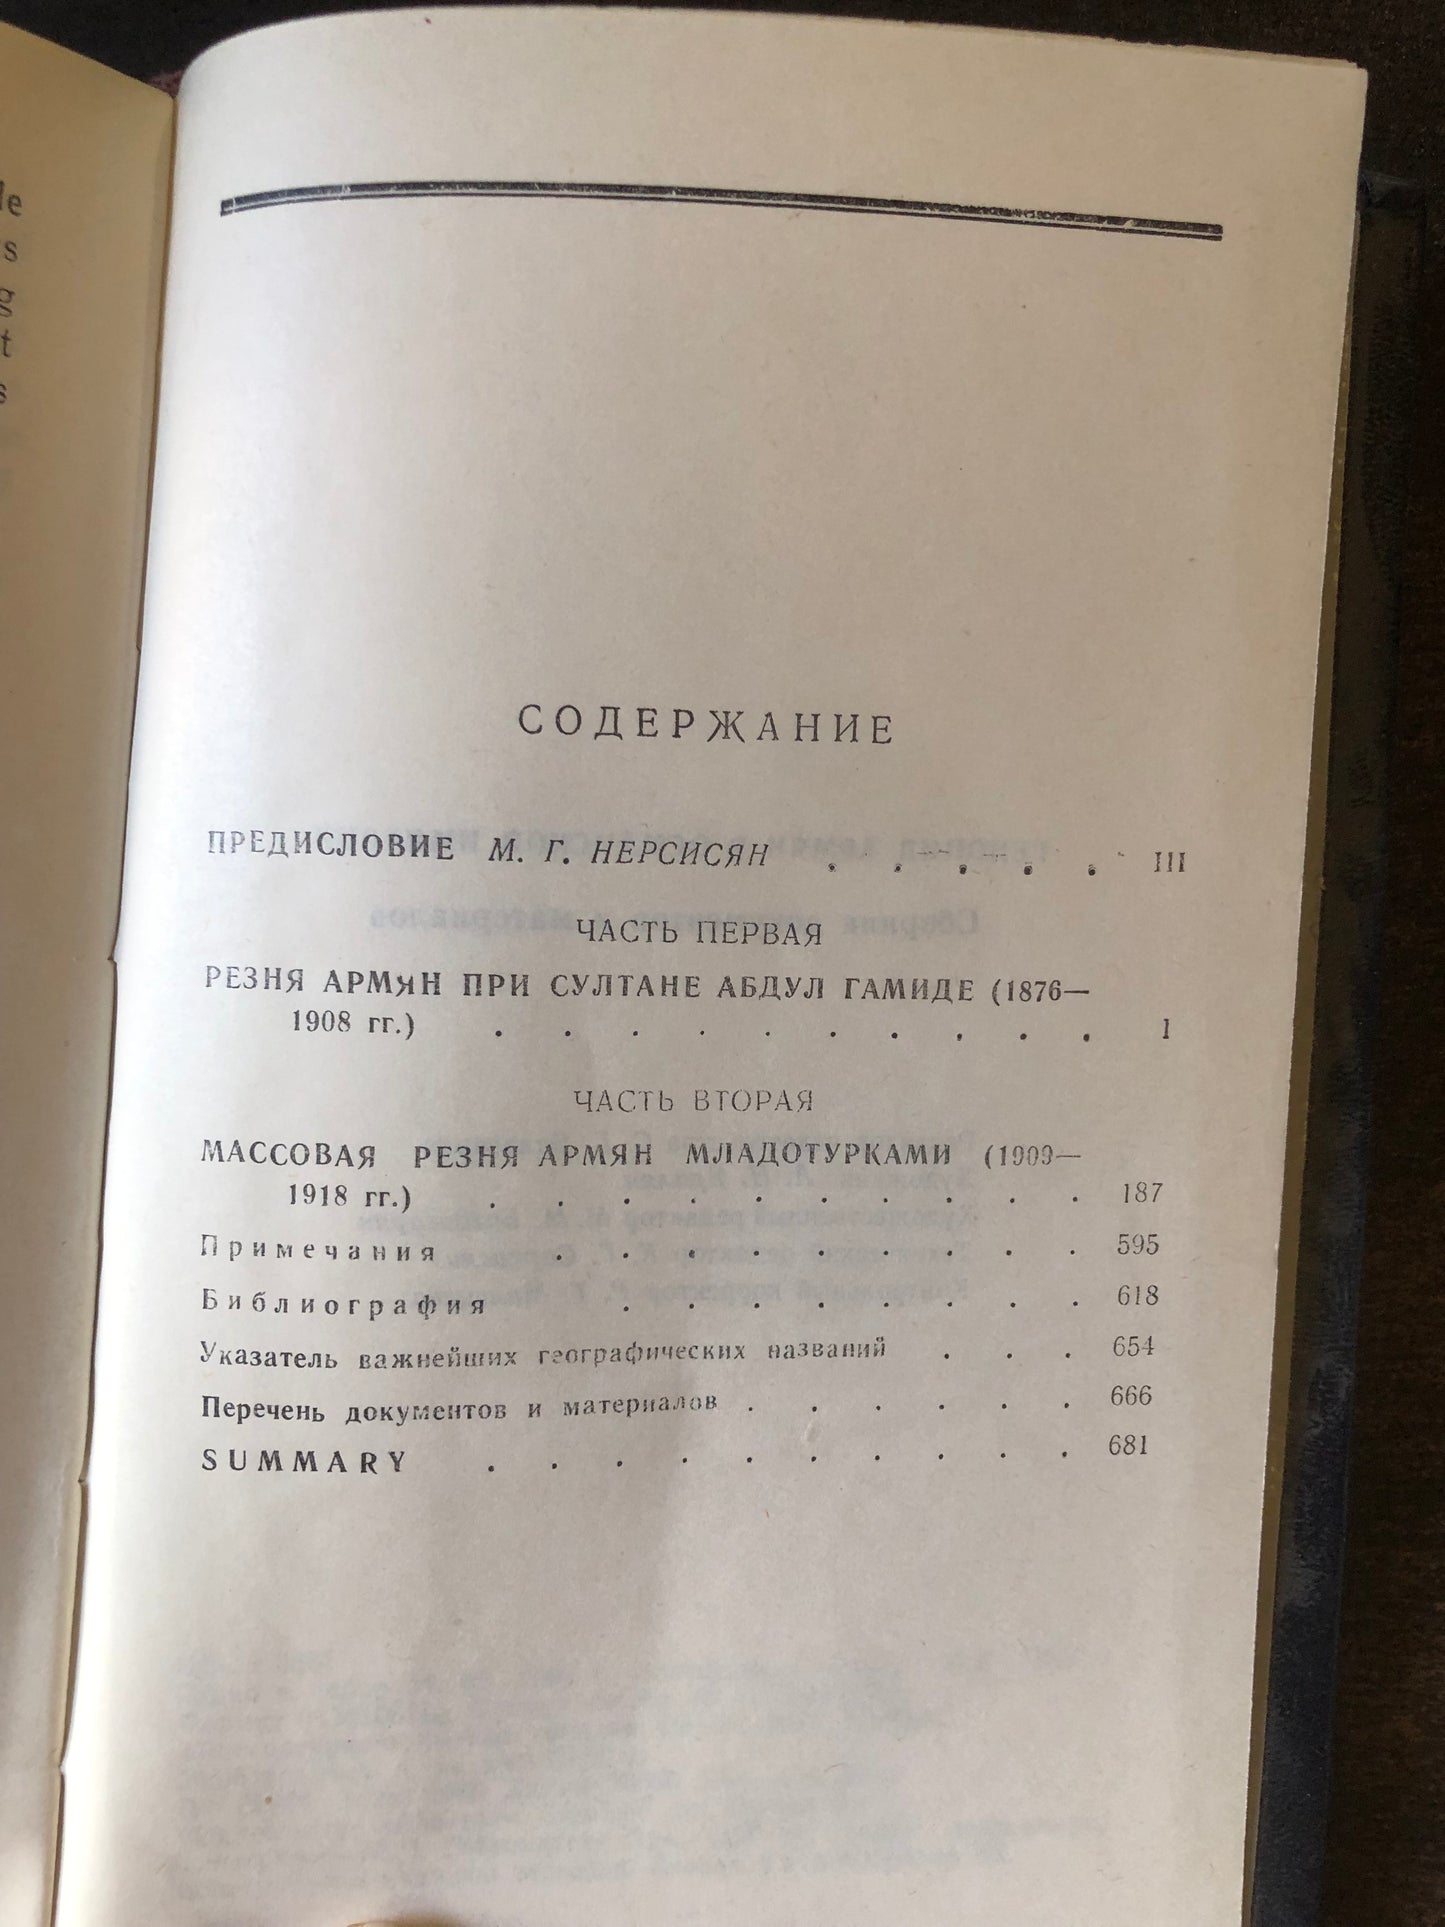 le
s
g
t
s
СОДЕРЖАНИЕ
ПРЕДИСЛОВИЕ М. Г. НЕРСИСЯН . . . . . III
ЧАСТЬ ПЕРВАЯ
РЕЗНЯ АРМЯН ПРИ СУЛТАНЕ АБДУЛ ГАМИДЕ (1876—
1908 гг.) . . . . . . . . . . 1
ЧАСТЬ ВТОРАЯ
МАССОВАЯ РЕЗНЯ АРМЯН МЛАДОТУРКАМИ (1909—
1918 гг.) . . . . . . . . . . 187
Примечания . . . . . . . . . 595
Библиография . . . . . . . . 618
Указатель важнейших географических названий . . . 654
Перечень документов и материалов . . . . . . 666
SUMMARY . . . . . . . . . . 681